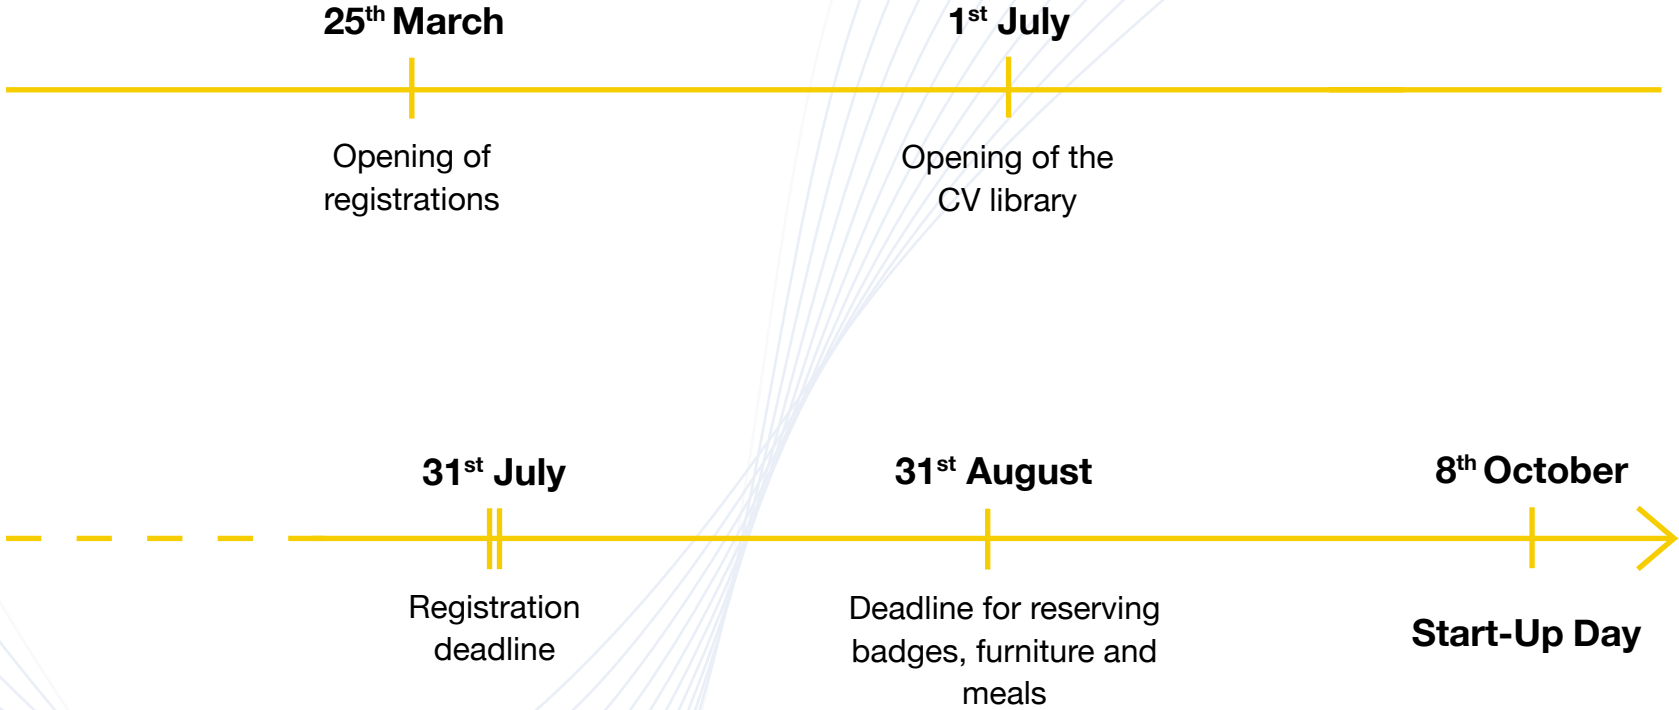 25th March
1st July
Opening of
registrations
Opening of the
CV library
31st July
31st August
8th October
Registration
deadline
Deadline for reserving
badges, furniture and
meals
Start-Up Day